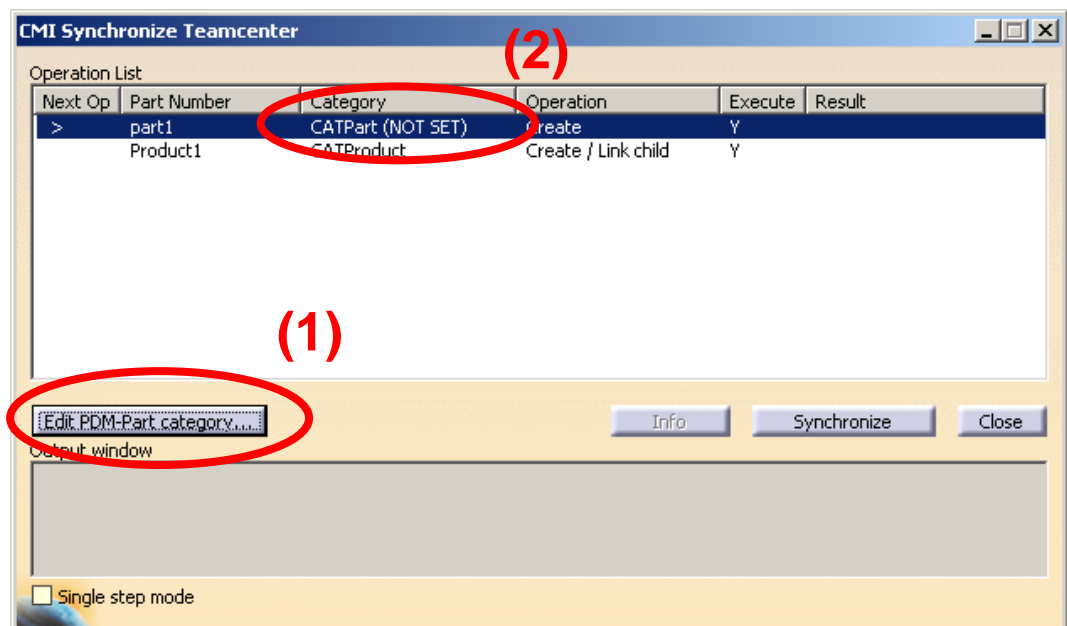 CMI Synchronize Teamcenter
(2)
Operation List
Next Op Part Number Category Operation Execute Result
> part1 CATPart (NOT SET) Create Y
Product1 CATProduct Create / Link child Y
(1)
Edit PDM-Part category.... Info Synchronize Close
Output window
Single step mode